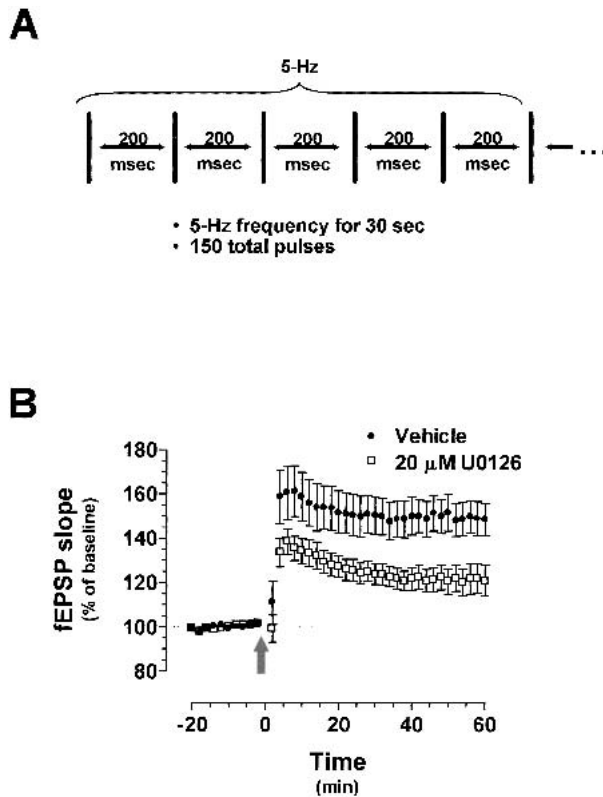 A
5-Hz
200 200 200 200 200
msec msec msec msec msec
...
• 5-Hz frequency for 30 sec
• 150 total pulses
B
Vehicle
20 μM U0126
fEPSP slope
(% of baseline)
180
160
140
120
100
80
-20 0 20 40 60
Time
(min)